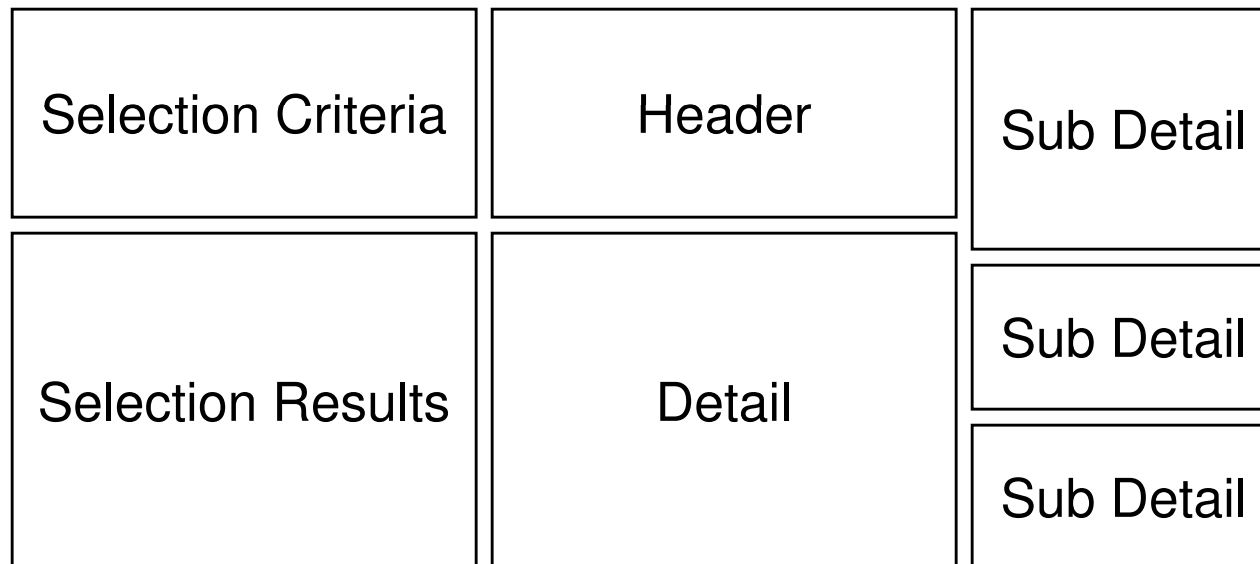 Selection Criteria
Header
Sub Detail
Selection Results
Detail
Sub Detail
Sub Detail